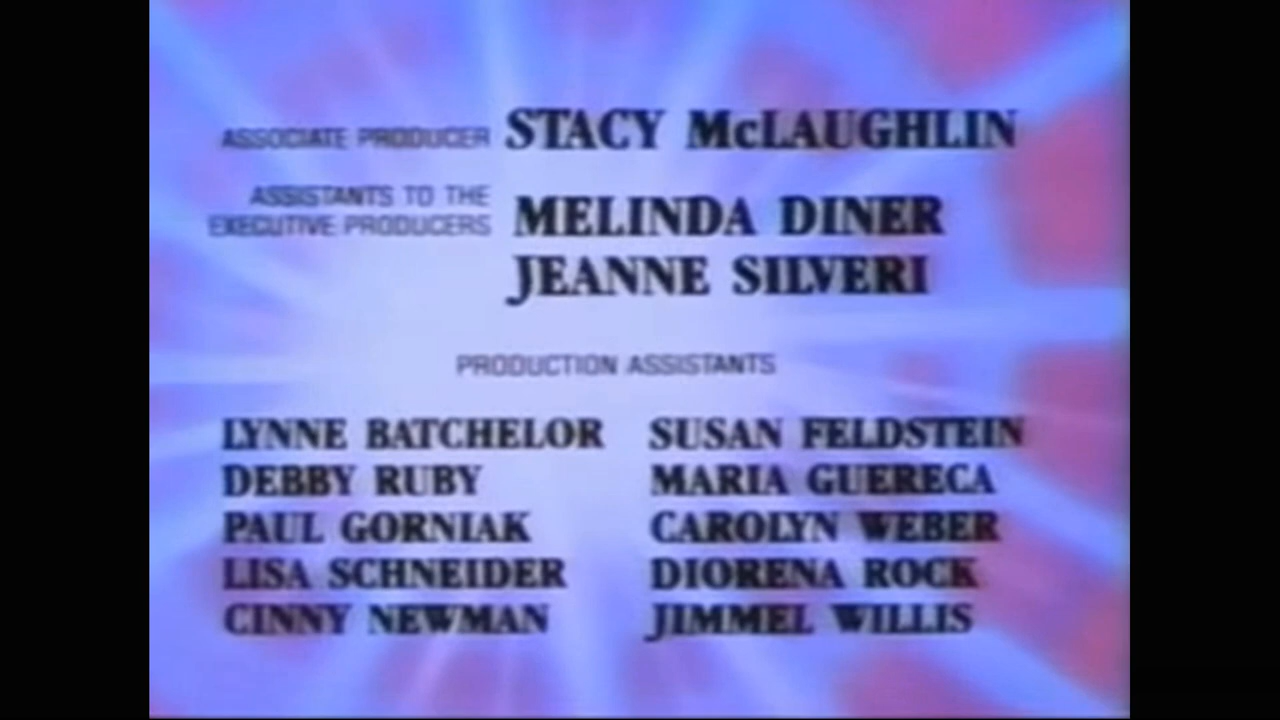 ASSOCIATE PRODUCER STACY McLAUGHLIN
ASSISTANTS TO THE
EXECUTIVE PRODUCERS MELINDA DINER
JEANNE SILVERI
PRODUCTION ASSISTANTS
LYNNE BATCHELOR SUSAN FELDSTEIN
DEBBY RUBY MARIA GUERECA
PAUL GORNIAK CAROLYN WEBER
LISA SCHNEIDER DIORENA ROCK
CINNY NEWMAN JIMMEL WILLIS